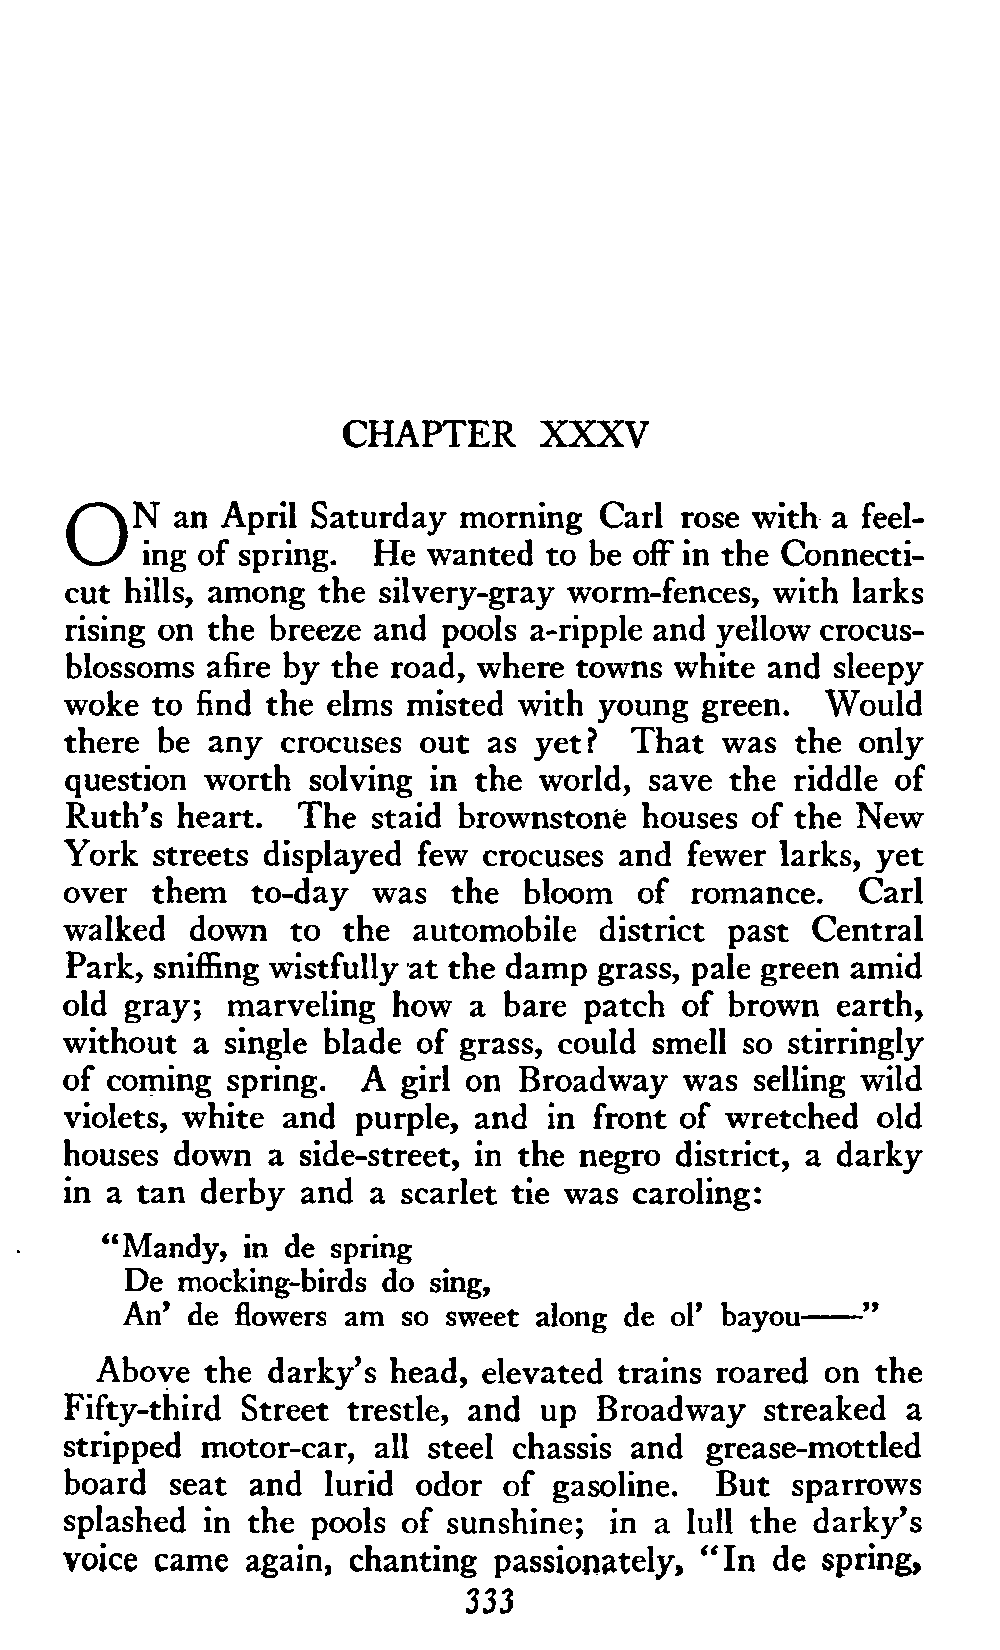 CHAPTER XXXV
ON an April Saturday morning Carl rose with a feel-
ing of spring. He wanted to be off in the Connecti-
cut hills, among the silvery-gray worm-fences, with larks
rising on the breeze and pools a-ripple and yellow crocus-
blossoms afire by the road, where towns white and sleepy
woke to find the elms misted with young green. Would
there be any crocuses out as yet? That was the only
question worth solving in the world, save the riddle of
Ruth's heart. The staid brownstone houses of the New
York streets displayed few crocuses and fewer larks, yet
over them to-day was the bloom of romance. Carl
walked down to the automobile district past Central
Park, sniffing wistfully at the damp grass, pale green amid
old gray; marveling how a bare patch of brown earth,
without a single blade of grass, could smell so stirringly
of coming spring. A girl on Broadway was selling wild
violets, white and purple, and in front of wretched old
houses down a side-street, in the negro district, a darky
in a tan derby and a scarlet tie was caroling:
"Mandy, in de spring
De mocking-birds do sing,
An' de flowers am so sweet along de ol' bayou——"
Above the darky's head, elevated trains roared on the
Fifty-third Street trestle, and up Broadway streaked a
stripped motor-car, all steel chassis and grease-mottled
board seat and lurid odor of gasoline. But sparrows
splashed in the pools of sunshine; in a lull the darky's
voice came again, chanting passionately, "In de spring,
333